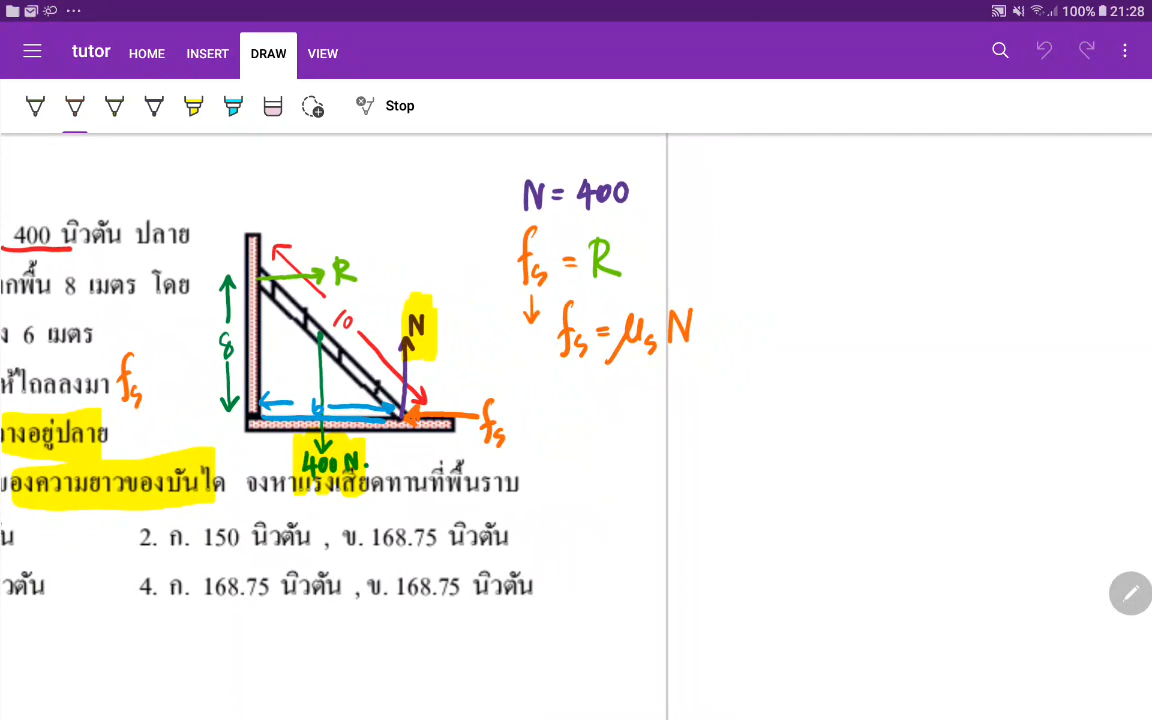 21:28
100%
tutor HOME INSERT DRAW VIEW
Stop
N = 400
400 นิวตัน ปลาย
fs = R
R
กพื้น 8 เมตร โดย
10
N
fs = μs N
ง 6 เมตร
8
ห้ไถลลงมา fs
6
fs
วางอยู่ปลาย
400 N.
ของความยาวของบันได จงหาแรงเสียดทานที่พื้นราบ
ัน 2. ก. 150 นิวตัน , ข. 168.75 นิวตัน
วตัน 4. ก. 168.75 นิวตัน , ข. 168.75 นิวตัน